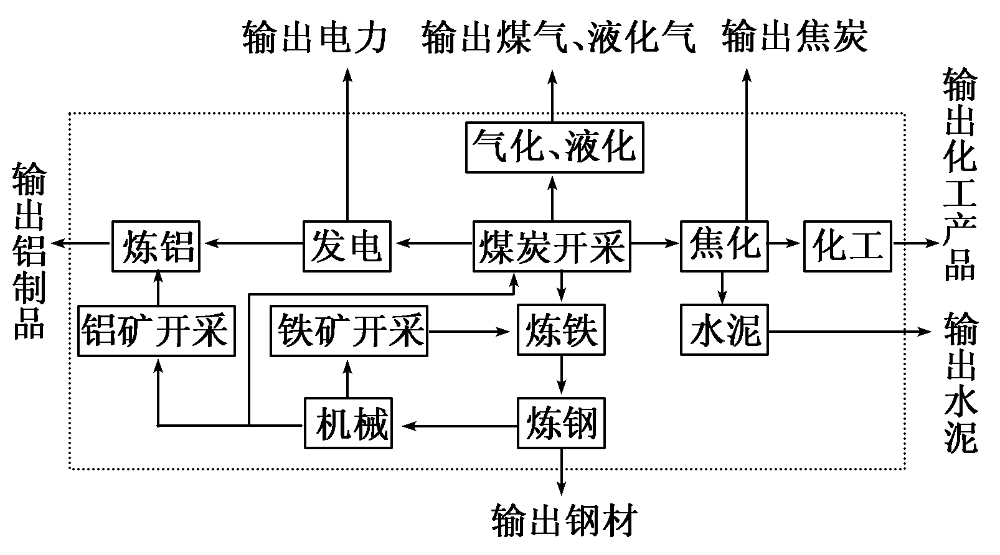 输出电力
输出煤气、液化气
输出焦炭
气化、液化
输出铝制品
炼铝
发电
煤炭开采
焦化
化工
输出化工产品
铝矿开采
铁矿开采
炼铁
水泥
输出水泥
机械
炼钢
输出钢材